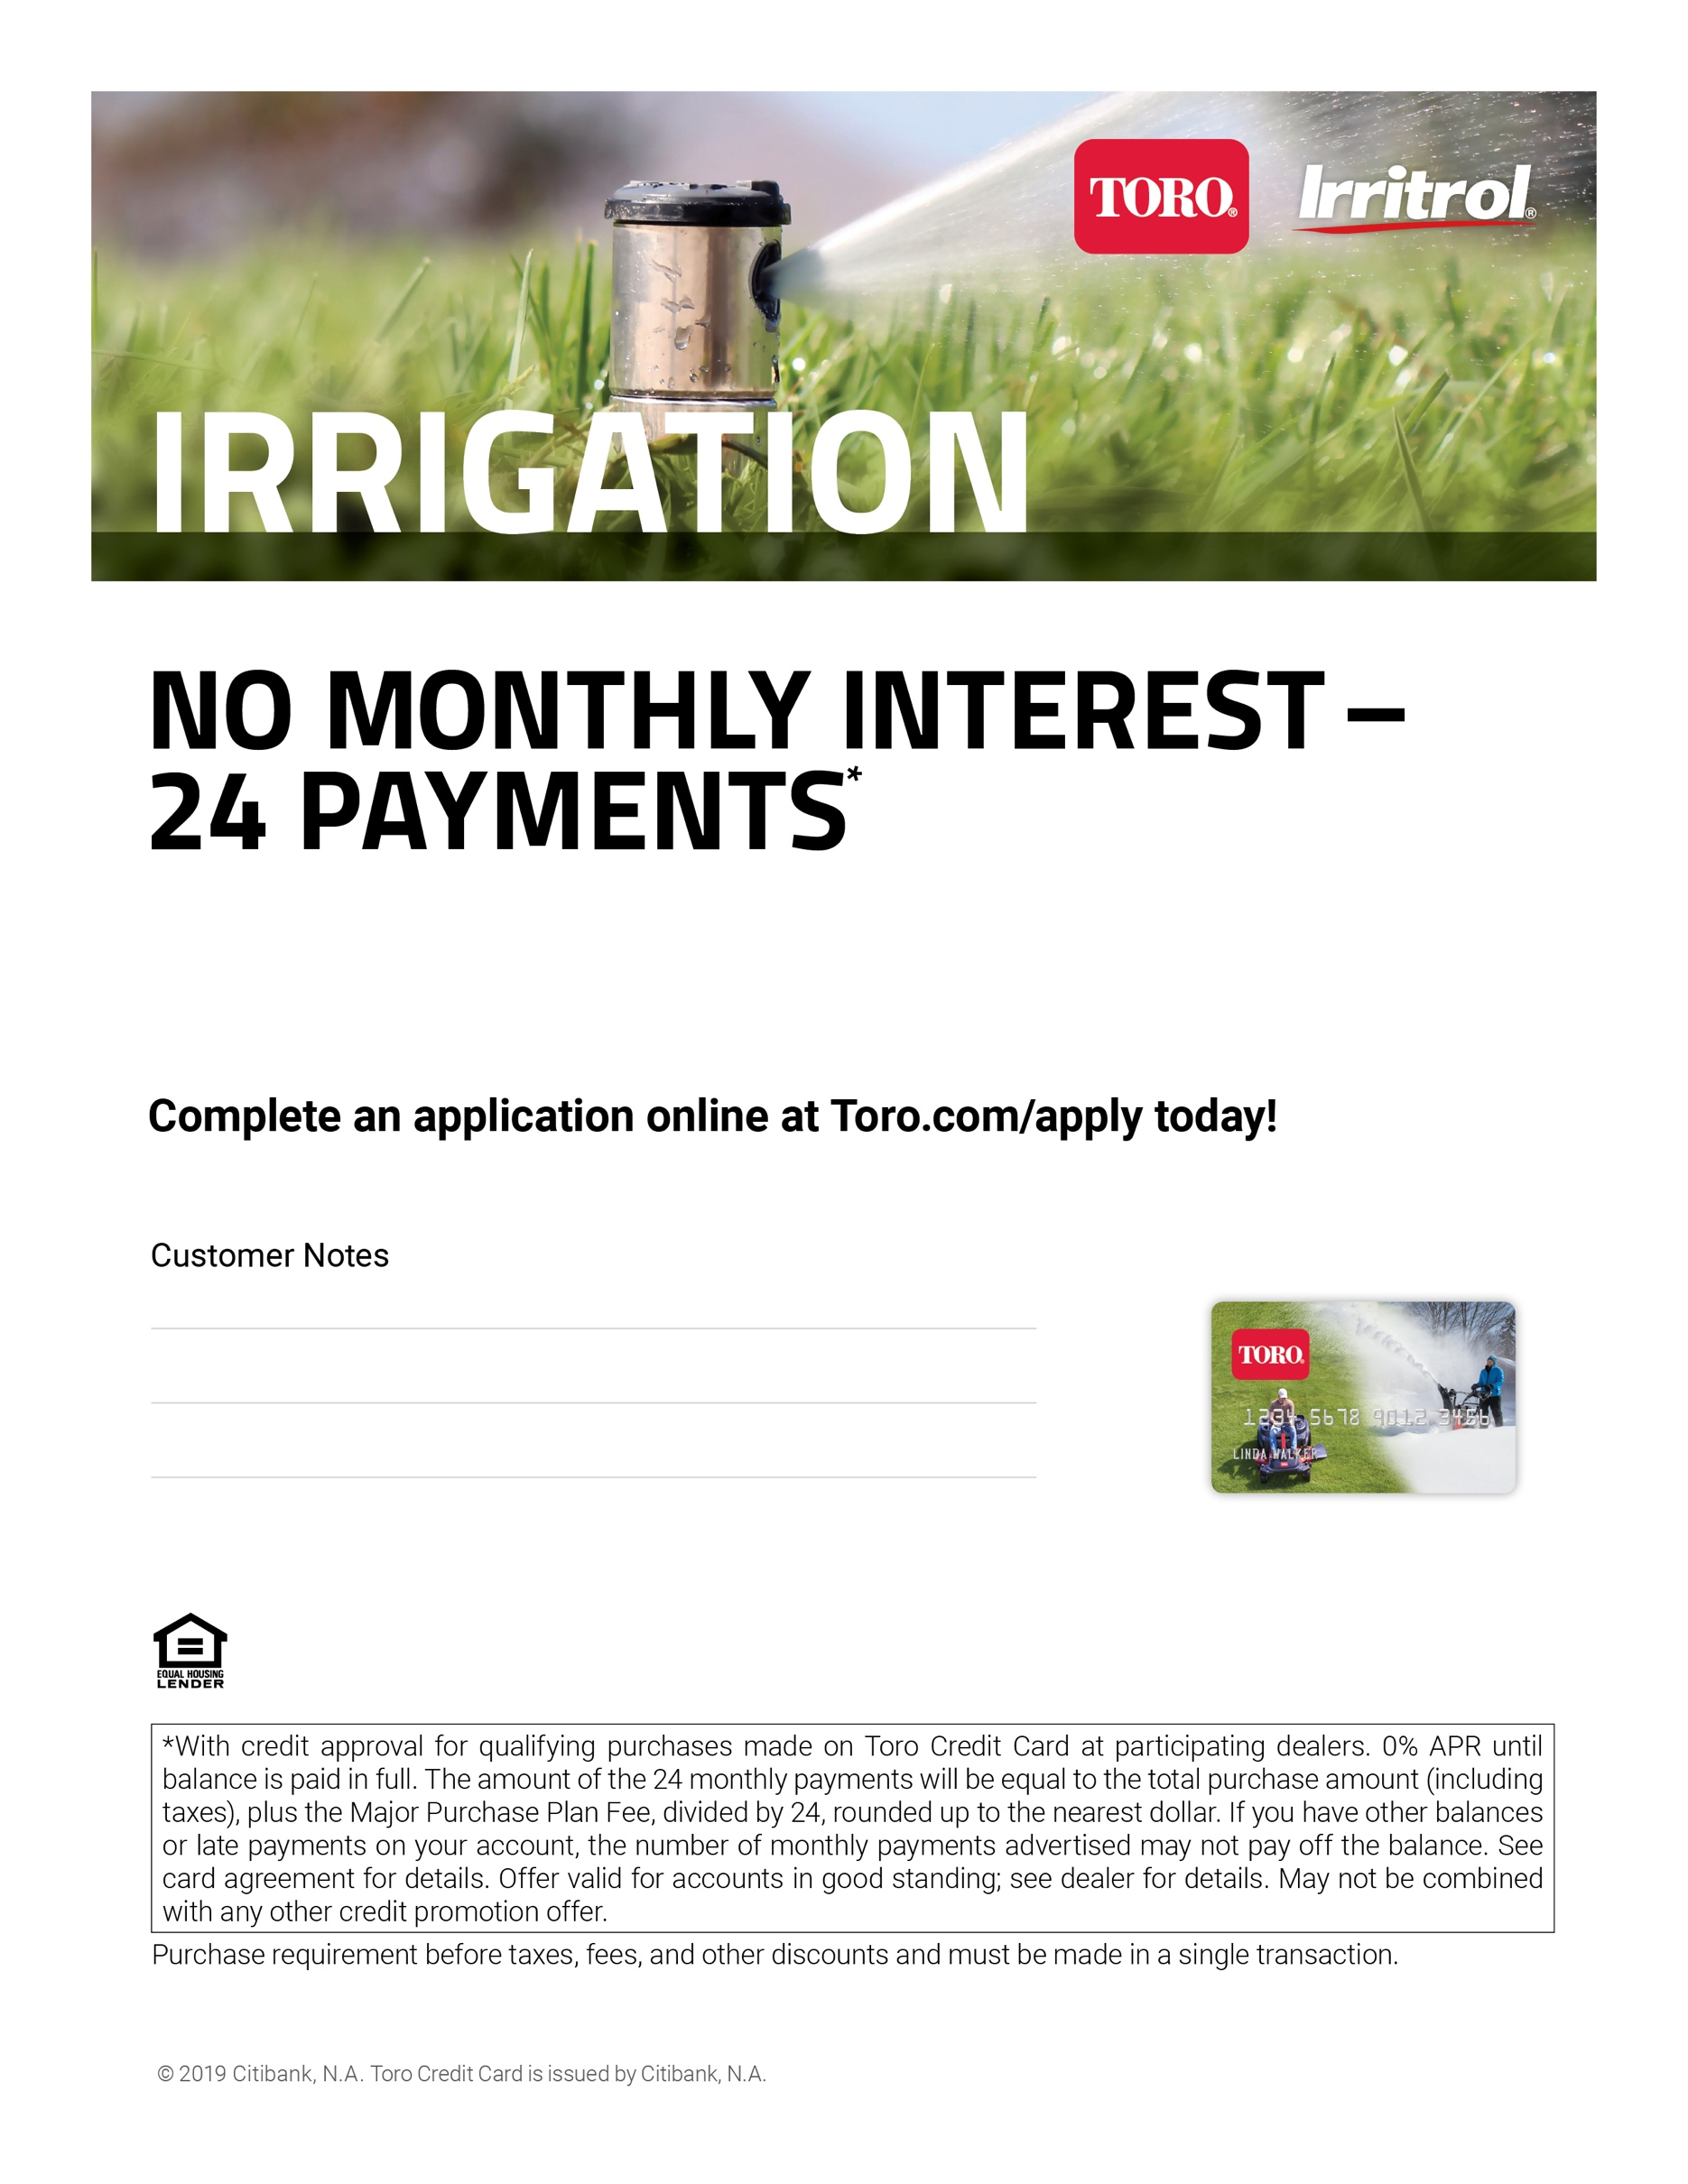 TORO®
Irritrol®
IRRIGATION
NO MONTHLY INTEREST –
24 PAYMENTS*
Complete an application online at Toro.com/apply today!
Customer Notes
TORO
1234 5678 9012 3456
LINDA WALKER
EQUAL HOUSING
LENDER
*With credit approval for qualifying purchases made on Toro Credit Card at participating dealers. 0% APR until
balance is paid in full. The amount of the 24 monthly payments will be equal to the total purchase amount (including
taxes), plus the Major Purchase Plan Fee, divided by 24, rounded up to the nearest dollar. If you have other balances
or late payments on your account, the number of monthly payments advertised may not pay off the balance. See
card agreement for details. Offer valid for accounts in good standing; see dealer for details. May not be combined
with any other credit promotion offer.
Purchase requirement before taxes, fees, and other discounts and must be made in a single transaction.
© 2019 Citibank, N.A. Toro Credit Card is issued by Citibank, N.A.